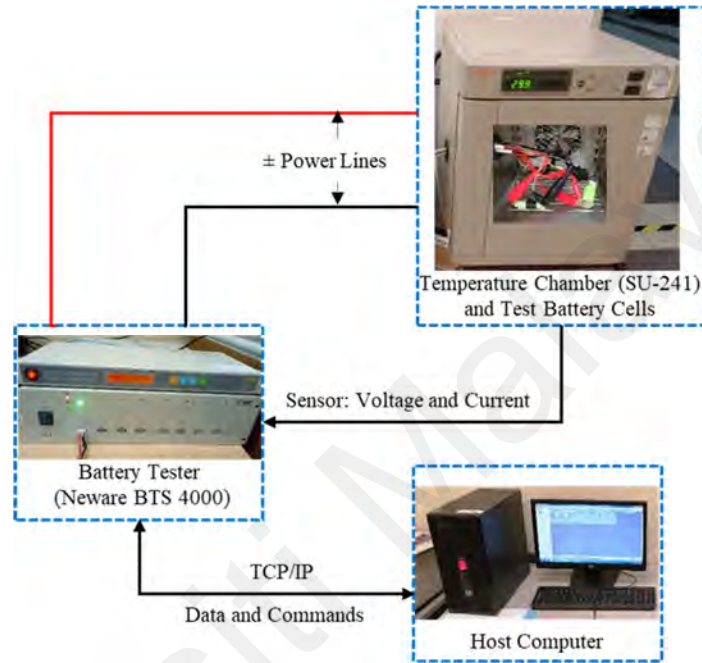 ± Power Lines
Temperature Chamber (SU-241)
and Test Battery Cells
Sensor: Voltage and Current
Battery Tester
(Neware BTS 4000)
TCP/IP
Data and Commands
Host Computer